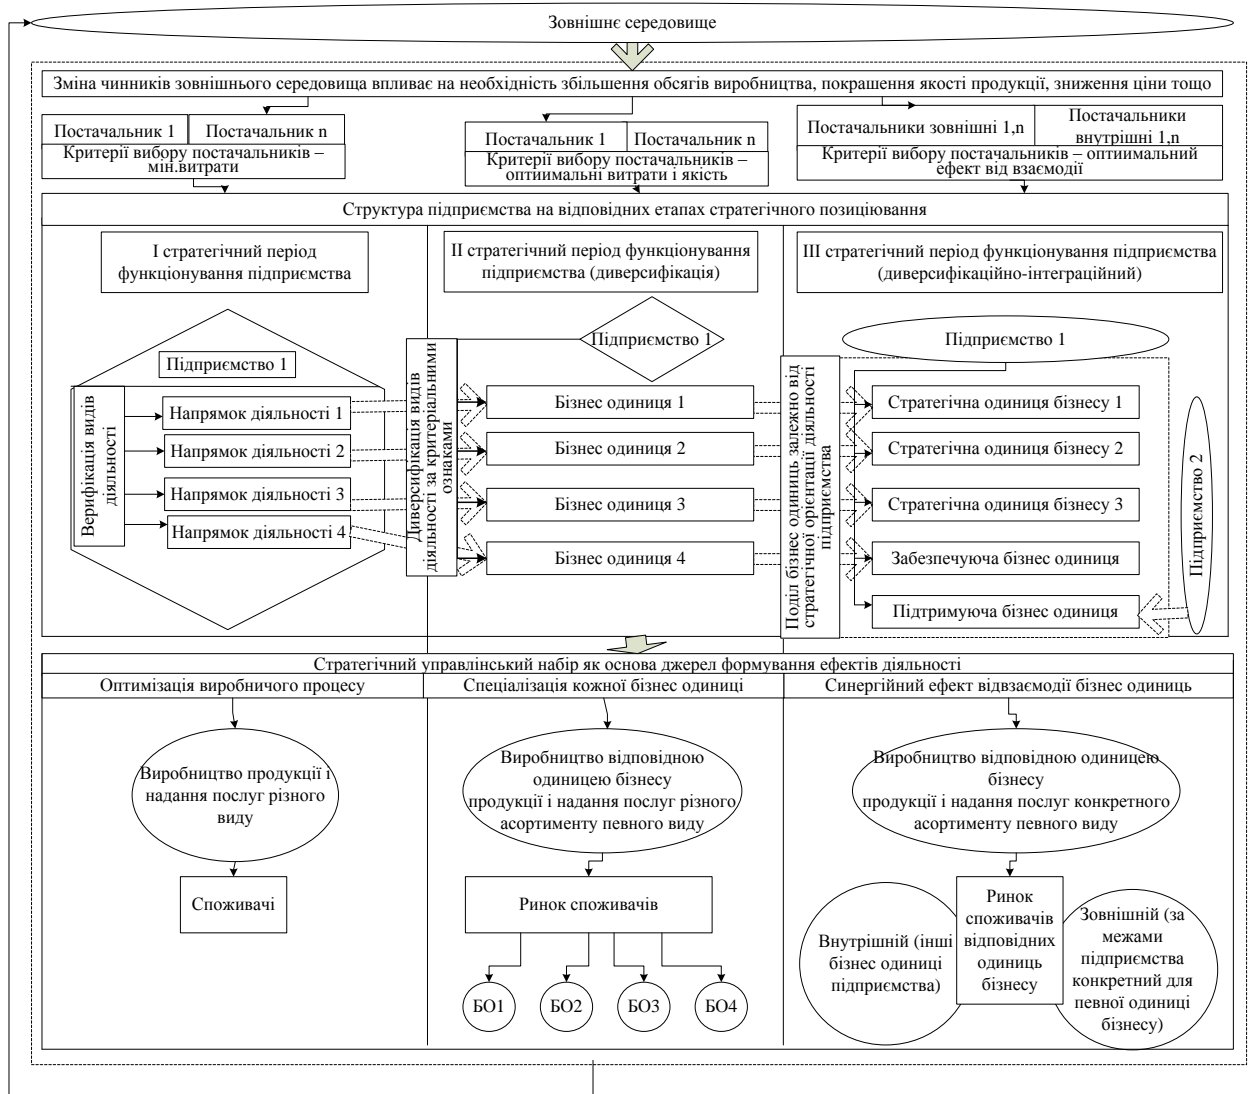 Зовнішнє середовище
Зміна чинників зовнішнього середовища впливає на необхідність збільшення обсягів виробництва, покрашення якості продукції, зниження ціни тощо
Постачальник 1
Постачальник n
Критерії вибору постачальників –
мін.витрати
Постачальник 1
Постачальник n
Критерії вибору постачальників –
оптиимальні витрати і якість
Постачальники зовнішні 1,n
Постачальники
внутрішні 1,n
Критерії вибору постачальників – оптиимальний
ефект від взаємодії
Структура підприємства на відповідних етапах стратегічного позиціювання
І стратегічний період
функціонування підприємства
ІІ стратегічний період функціонування
підприємства (диверсифікація)
ІІІ стратегічний період функціонування підприємства
(диверсифікаційно-інтеграційний)
Підприємство 1
Верифікація видів
діяльності
Напрямок діяльності 1
Напрямок діяльності 2
Напрямок діяльності 3
Напрямок діяльності 4
Диверсифікація видів
діяльності за критеріальними
ознаками
Підприємство 1
Бізнес одиниця 1
Бізнес одиниця 2
Бізнес одиниця 3
Бізнес одиниця 4
Поділ бізнес одиниць залежно від
стратегічної орієнтації діяльності
підприємства
Підприємство 1
Стратегічна одиниця бізнесу 1
Стратегічна одиниця бізнесу 2
Стратегічна одиниця бізнесу 3
Забезпечуюча бізнес одиниця
Підтримуюча бізнес одиниця
Підприємство 2
Стратегічний управлінський набір як основа джерел формування ефектів діяльності
Оптимізація виробничого процесу
Спеціалізація кожної бізнес одиниці
Синергійний ефект відвзаємодії бізнес одиниць
Виробництво продукції і
надання послуг різного
виду
Споживачі
Виробництво відповідною
одиницею бізнесу
продукції і надання послуг різного
асортименту певного виду
Ринок споживачів
БО1
БО2
БО3
БО4
Виробництво відповідною одиницею
бізнесу
продукції і надання послуг конкретного
асортименту певного виду
Внутрішній (інші
бізнес одиниці
підприємства)
Ринок
споживачів
відповідних
одиниць
бізнесу
Зовнішній (за
межами
підприємства
конкретний для
певної одиниці
бізнесу)